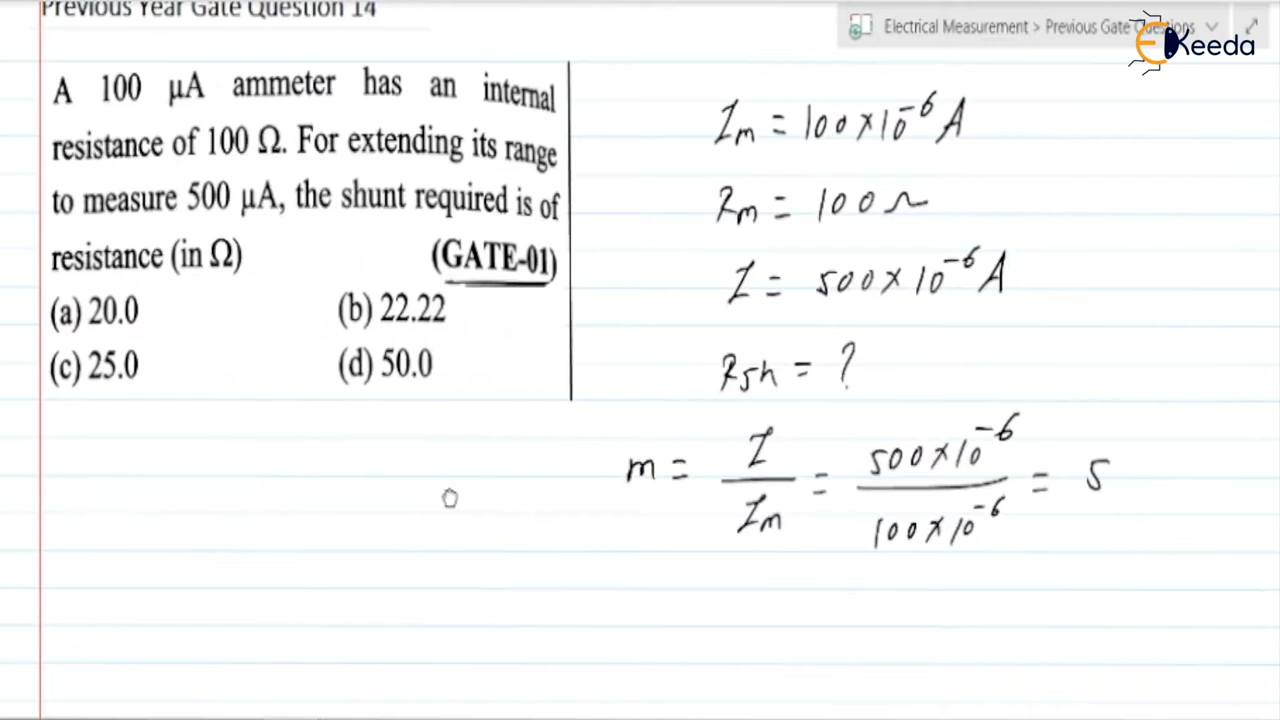 Previous Year Gate Question 14
Electrical Measurement > Previous Gate Questions
Keeda
A 100 μA ammeter has an internal
resistance of 100 Ω. For extending its range
to measure 500 μA, the shunt required is of
resistance (in Ω) (GATE-01)
(a) 20.0 (b) 22.22
(c) 25.0 (d) 50.0
Im = 100×10⁻⁶ A
Rm = 100 Ω
I = 500×10⁻⁶ A
Rsh = ?
m = I / Im = 500×10⁻⁶ / 100×10⁻⁶ = 5